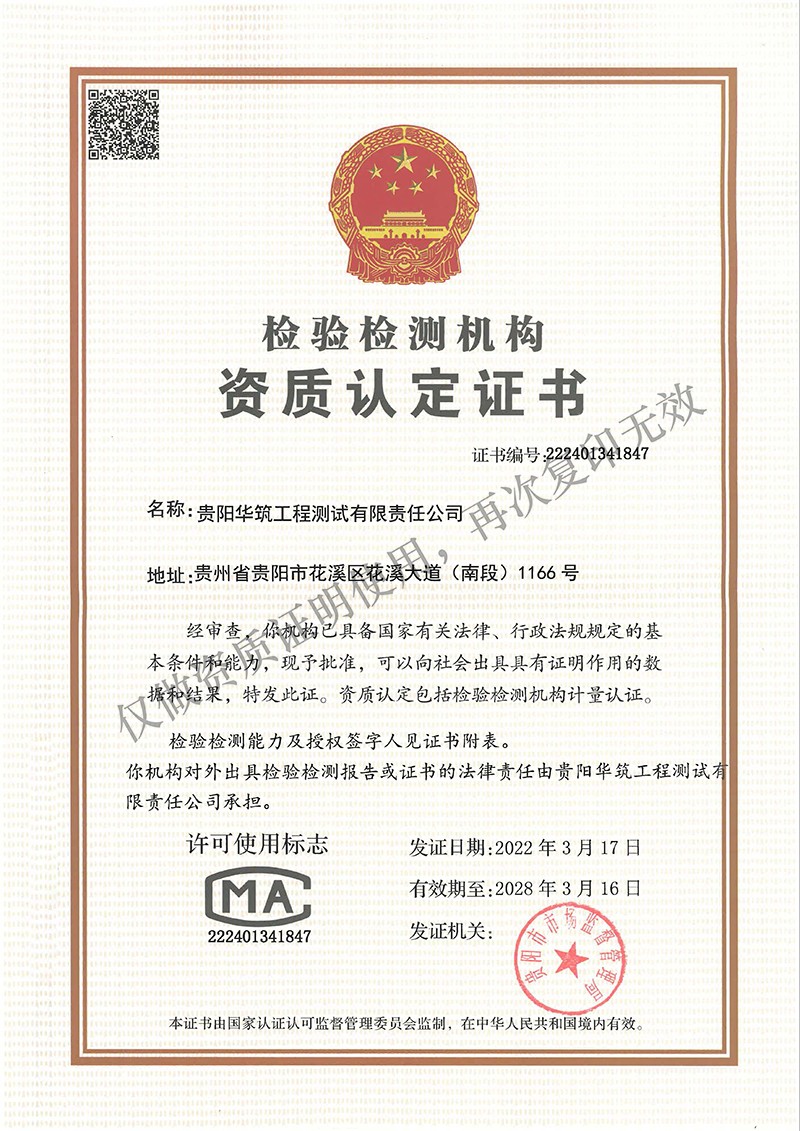 检验检测机构
资质认定证书
证书编号:222401341847
名称:贵阳华筑工程测试有限责任公司
地址:贵州省贵阳市花溪区花溪大道（南段）1166 号
经审查，你机构已具备国家有关法律、行政法规规定的基
本条件和能力，现予批准，可以向社会出具具有证明作用的数
据和结果，特发此证。资质认定包括检验检测机构计量认证。
检验检测能力及授权签字人见证书附表。
你机构对外出具检验检测报告或证书的法律责任由贵阳华筑工程测试有
限责任公司承担。
许可使用标志
MA
222401341847
发证日期:2022 年 3 月 17 日
有效期至:2028 年 3 月 16 日
发证机关:
贵阳市市场监督管理局
本证书由国家认证认可监督管理委员会监制，在中华人民共和国境内有效。
仅做资质证明使用，再次复印无效